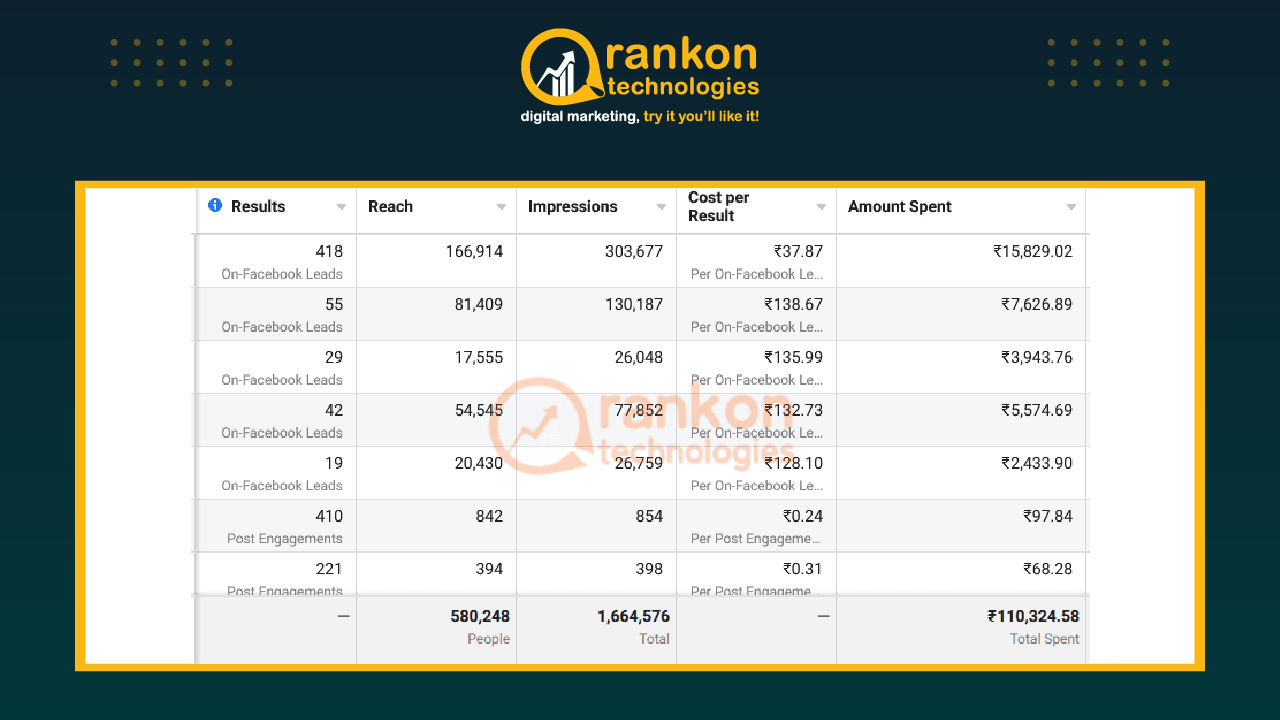 rankon
technologies
digital marketing, try it you'll like it!
Results Reach Impressions Cost per Result Amount Spent
418 166,914 303,677 ₹37.87 ₹15,829.02
On-Facebook Leads Per On-Facebook Le...
55 81,409 130,187 ₹138.67 ₹7,626.89
On-Facebook Leads Per On-Facebook Le...
29 17,555 26,048 ₹135.99 ₹3,943.76
On-Facebook Leads Per On-Facebook Le...
42 54,545 77,852 ₹132.73 ₹5,574.69
On-Facebook Leads Per On-Facebook Le...
19 20,430 26,759 ₹128.10 ₹2,433.90
On-Facebook Leads Per On-Facebook Le...
410 842 854 ₹0.24 ₹97.84
Post Engagements Per Post Engageme...
221 394 398 ₹0.31 ₹68.28
Post Engagements Per Post Engageme...
— 580,248 1,664,576 — ₹110,324.58
People Total Total Spent
rankon
technologies